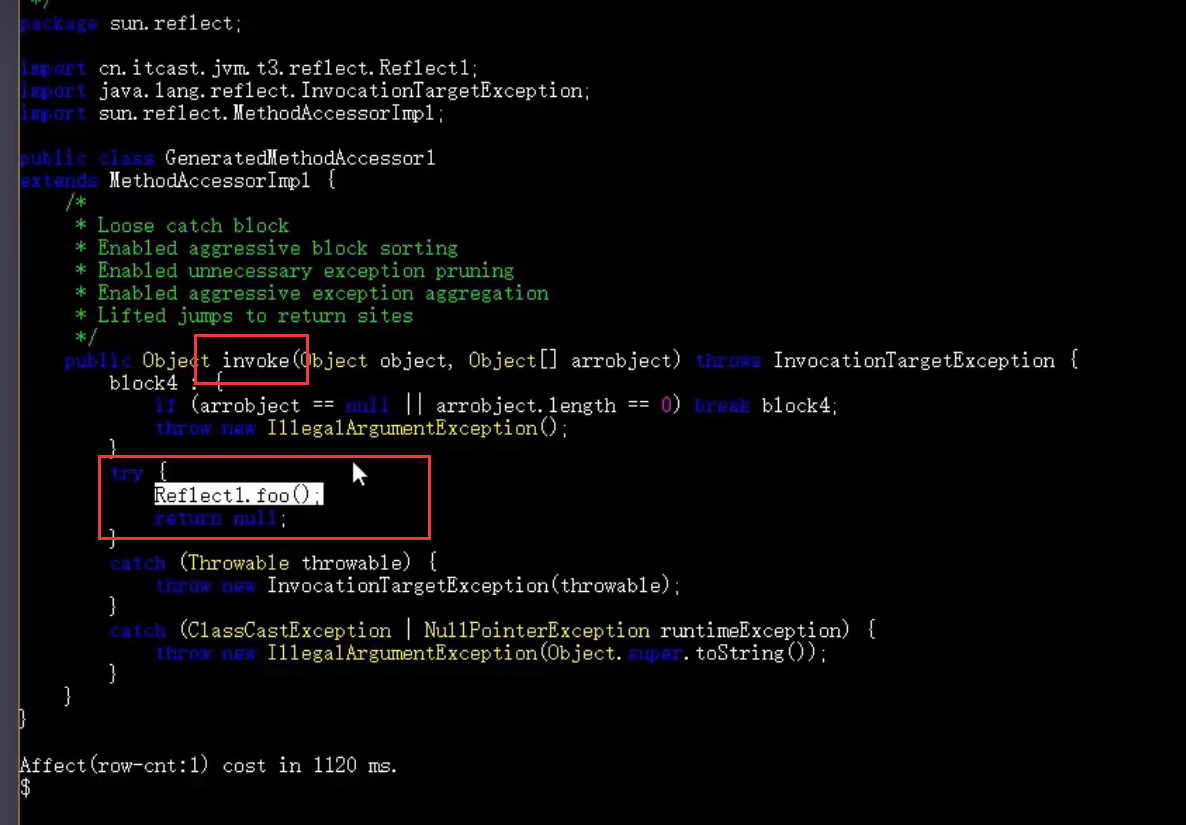 */
package sun.reflect;
import cn.itcast.jvm.t3.reflect.Reflect1;
import java.lang.reflect.InvocationTargetException;
import sun.reflect.MethodAccessorImpl;
public class GeneratedMethodAccessor1
extends MethodAccessorImpl {
/*
* Loose catch block
* Enabled aggressive block sorting
* Enabled unnecessary exception pruning
* Enabled aggressive exception aggregation
* Lifted jumps to return sites
*/
public Object invoke(Object object, Object[] arrobject) throws InvocationTargetException {
block4 : {
if (arrobject == null || arrobject.length == 0) break block4;
throw new IllegalArgumentException();
}
try {
Reflect1.foo();
return null;
}
catch (Throwable throwable) {
throw new InvocationTargetException(throwable);
}
catch (ClassCastException | NullPointerException runtimeException) {
throw new IllegalArgumentException(Object.super.toString());
}
}
}
Affect(row-cnt:1) cost in 1120 ms.
$